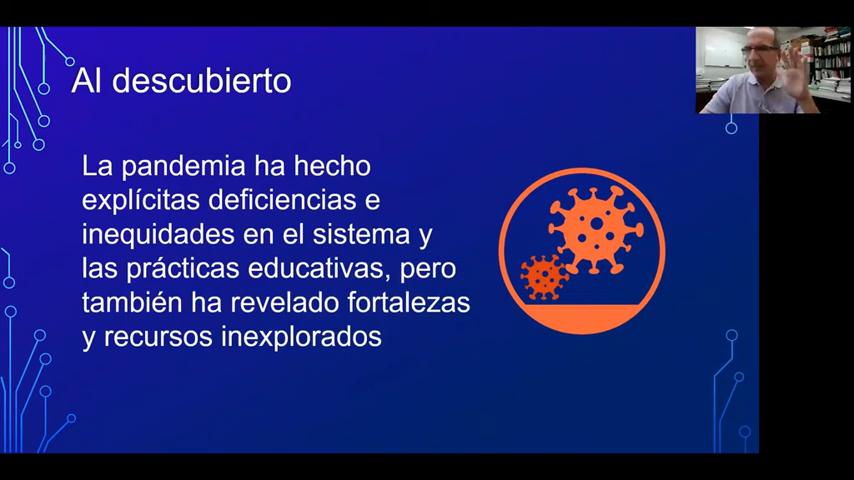 Al descubierto
La pandemia ha hecho
explícitas deficiencias e
inequidades en el sistema y
las prácticas educativas, pero
también ha revelado fortalezas
y recursos inexplorados